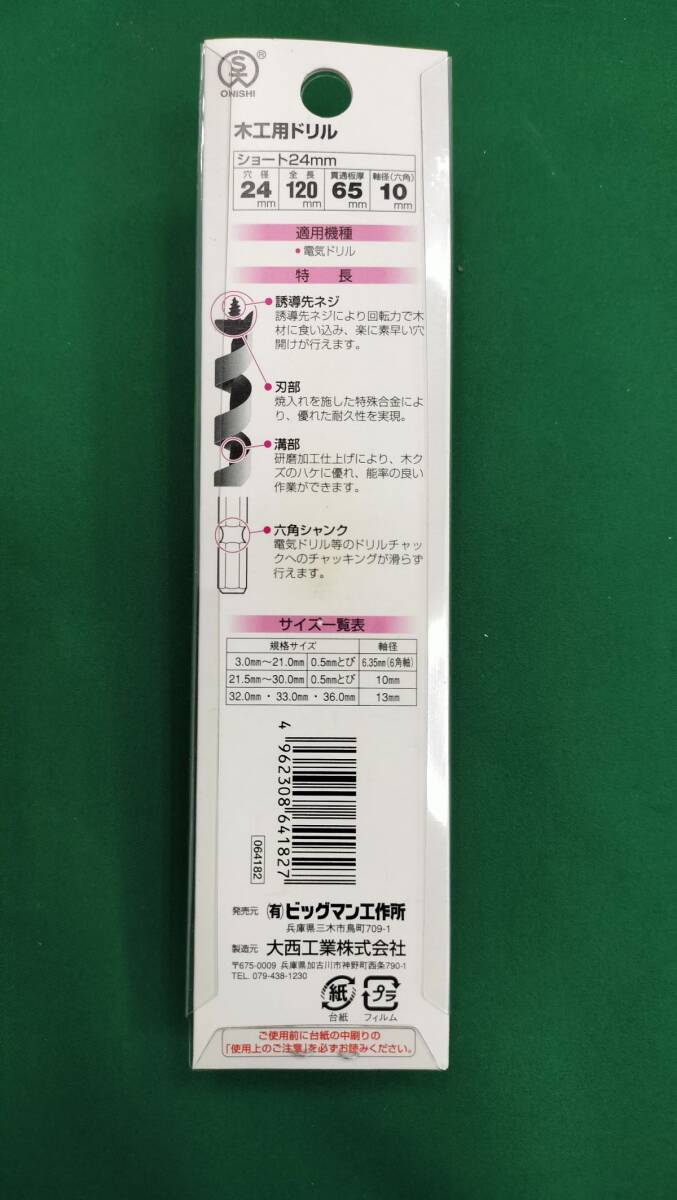 ONISHI ®
木工用ドリル
ショート24mm
穴径 全長 貫通板厚 軸径(六角)
24mm 120mm 65mm 10mm
適用機種
●電気ドリル
特 長
●誘導先ネジ
誘導先ネジにより回転力で木
材に食い込み、楽に素早い穴
開けが行えます。
●刃部
焼入れを施した特殊合金によ
り、優れた耐久性を実現。
●溝部
研磨加工仕上げにより、木ク
ズのハケに優れ、能率の良い
作業ができます。
●六角シャンク
電気ドリル等のドリルチャッ
クへのチャッキングが滑らず
行えます。
サイズ一覧表
規格サイズ 軸径
3.0mm〜21.0mm 0.5mmとび 6.35mm(6角軸)
21.5mm〜30.0mm 0.5mmとび 10mm
32.0mm・33.0mm・36.0mm 13mm
4 962308 641827
064182
発売元 (有)ビッグマン工作所
兵庫県三木市鳥町709-1
製造元 大西工業株式会社
〒675-0009 兵庫県加古川市神野町西条790-1
TEL. 079-438-1230
紙 プラ
台紙 フィルム
ご使用前に台紙の中刷りの
「使用上のご注意」を必ずお読みください。